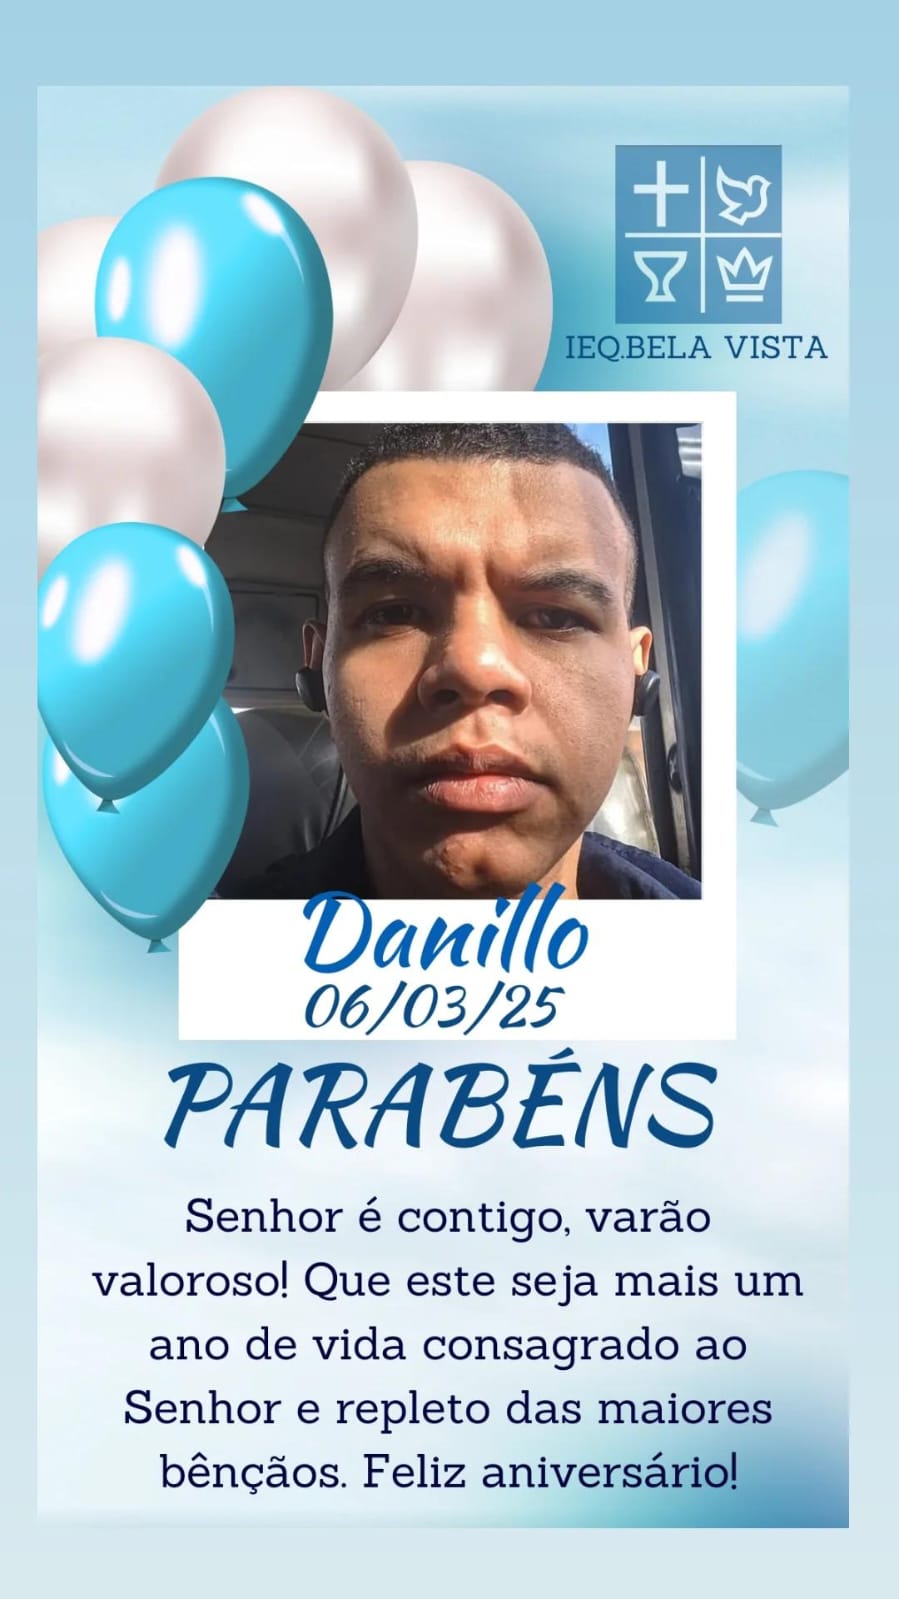 IEQ.BELA VISTA
Danillo
06/03/25
PARABÉNS
Senhor é contigo, varão
valoroso! Que este seja mais um
ano de vida consagrado ao
Senhor e repleto das maiores
bênçãos. Feliz aniversário!